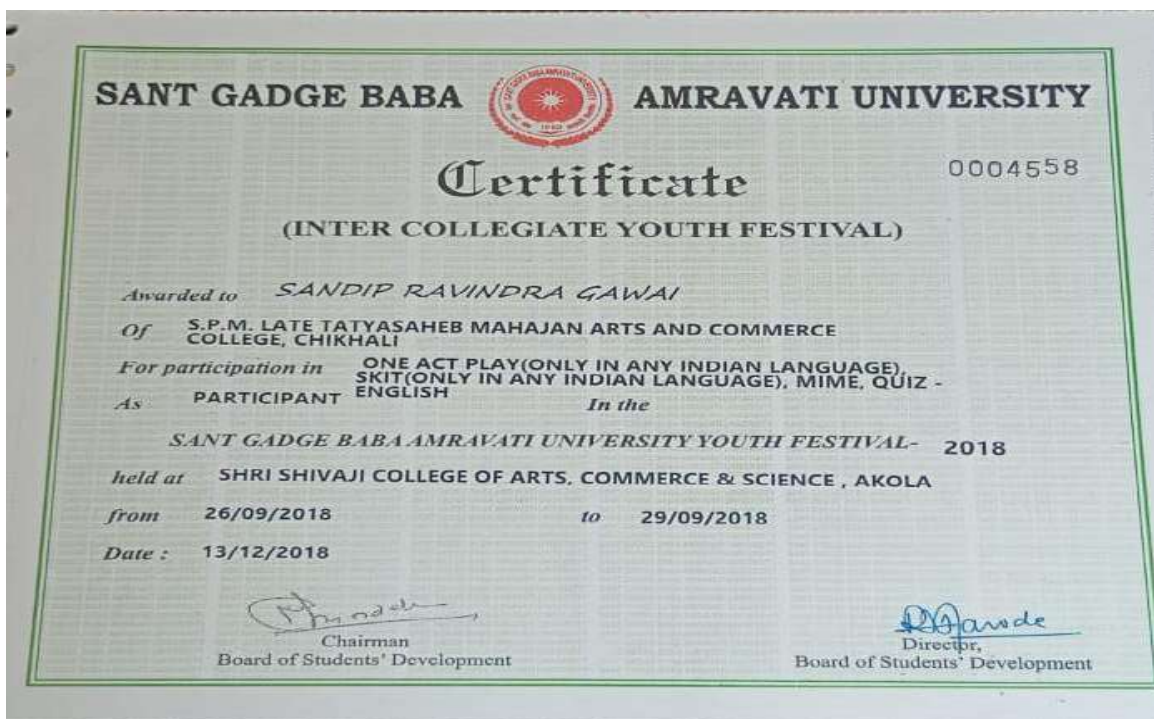 SANT GADGE BABA AMRAVATI UNIVERSITY
Certificate
0004558
(INTER COLLEGIATE YOUTH FESTIVAL)
Awarded to SANDIP RAVINDRA GAWAI
Of S.P.M. LATE TATYASAHEB MAHAJAN ARTS AND COMMERCE
COLLEGE, CHIKHALI
For participation in ONE ACT PLAY(ONLY IN ANY INDIAN LANGUAGE),
SKIT(ONLY IN ANY INDIAN LANGUAGE), MIME, QUIZ -
ENGLISH
As PARTICIPANT In the
SANT GADGE BABA AMRAVATI UNIVERSITY YOUTH FESTIVAL- 2018
held at SHRI SHIVAJI COLLEGE OF ARTS, COMMERCE & SCIENCE , AKOLA
from 26/09/2018 to 29/09/2018
Date : 13/12/2018
Chairman
Board of Students' Development
Director,
Board of Students' Development